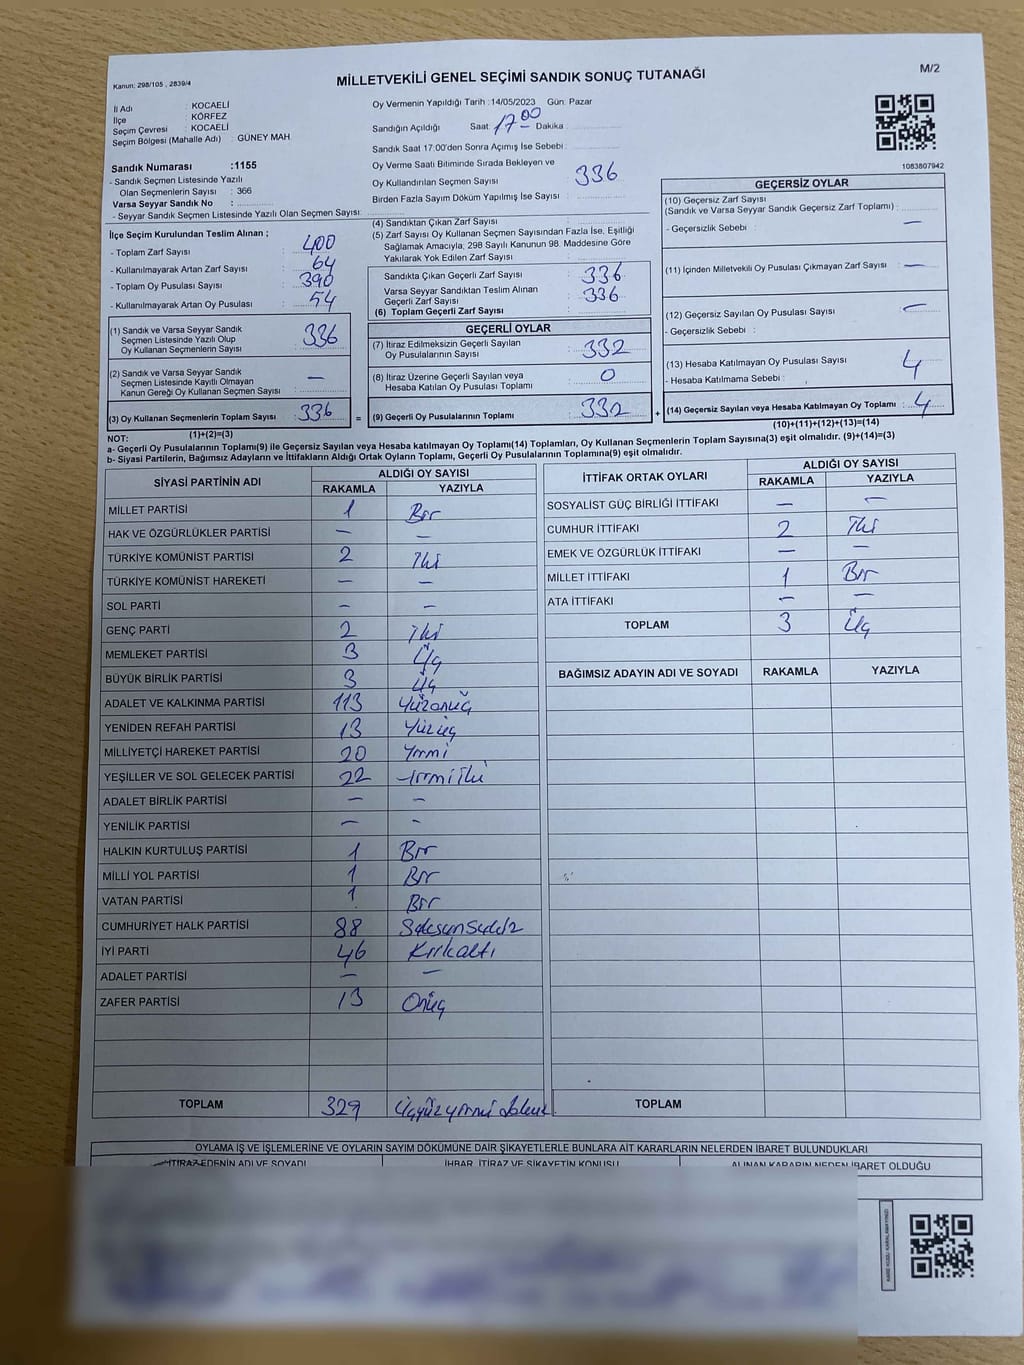 Kanun: 298/105 , 2839/4
MİLLETVEKİLİ GENEL SEÇİMİ SANDIK SONUÇ TUTANAĞI
M/2
İl Adı : KOCAELİ
İlçe : KÖRFEZ
Seçim Çevresi : KOCAELİ
Seçim Bölgesi (Mahalle Adı) : GÜNEY MAH.
Sandık Numarası :1155
- Sandık Seçmen Listesinde Yazılı
Olan Seçmenlerin Sayısı : 366
Varsa Seyyar Sandık No :
- Seyyar Sandık Seçmen Listesinde Yazılı Olan Seçmen Sayısı:
Oy Vermenin Yapıldığı Tarih :14/05/2023 Gün: Pazar
Sandığın Açıldığı Saat: 17 00 Dakika :
Sandık Saat 17:00'den Sonra Açımış İse Sebebi :
Oy Verme Saati Bitiminde Sırada Bekleyen ve
Oy Kullandırılan Seçmen Sayısı 336
Birden Fazla Sayım Döküm Yapılmış İse Sayısı :
1083807942
İlçe Seçim Kurulundan Teslim Alınan ;
- Toplam Zarf Sayısı : 400
- Kullanılmayarak Artan Zarf Sayısı : 64
- Toplam Oy Pusulası Sayısı : 390
- Kullanılmayarak Artan Oy Pusulası : 54
(1) Sandık ve Varsa Seyyar Sandık
Seçmen Listesinde Yazılı Olup
Oy Kullanan Seçmenlerin Sayısı : 336
(2) Sandık ve Varsa Seyyar Sandık
Seçmen Listesinde Kayıtlı Olmayan
Kanun Gereği Oy Kullanan Seçmen Sayısı : —
(3) Oy Kullanan Seçmenlerin Toplam Sayısı : 336
(1)+(2)=(3)
(4) Sandıktan Çıkan Zarf Sayısı :
(5) Zarf Sayısı Oy Kullanan Seçmen Sayısından Fazla İse, Eşitliği
Sağlamak Amacıyla; 298 Sayılı Kanunun 98. Maddesine Göre
Yakılarak Yok Edilen Zarf Sayısı :
Sandıkta Çıkan Geçerli Zarf Sayısı : 336
Varsa Seyyar Sandıktan Teslim Alınan
Geçerli Zarf Sayısı : 336
(6) Toplam Geçerli Zarf Sayısı :
GEÇERLİ OYLAR
(7) İtiraz Edilmeksizin Geçerli Sayılan
Oy Pusulalarının Sayısı : 332
(8) İtiraz Üzerine Geçerli Sayılan veya
Hesaba Katılan Oy Pusulası Toplamı : 0
= (9) Geçerli Oy Pusulalarının Toplamı : 332
GEÇERSİZ OYLAR
(10) Geçersiz Zarf Sayısı
(Sandık ve Varsa Seyyar Sandık Geçersiz Zarf Toplamı) :
- Geçersizlik Sebebi : —
(11) İçinden Milletvekili Oy Pusulası Çıkmayan Zarf Sayısı : —
(12) Geçersiz Sayılan Oy Pusulası Sayısı : —
- Geçersizlik Sebebi :
(13) Hesaba Katılmayan Oy Pusulası Sayısı : 4
- Hesaba Katılmama Sebebi :
+ (14) Geçersiz Sayılan veya Hesaba Katılmayan Oy Toplamı : 4
(10)+(11)+(12)+(13)=(14)
NOT:
a- Geçerli Oy Pusulalarının Toplamı(9) ile Geçersiz Sayılan veya Hesaba katılmayan Oy Toplamı(14) Toplamları, Oy Kullanan Seçmenlerin Toplam Sayısına(3) eşit olmalıdır. (9)+(14)=(3)
b- Siyasi Partilerin, Bağımsız Adayların ve İttifakların Aldığı Ortak Oyların Toplamı, Geçerli Oy Pusulalarının Toplamına(9) eşit olmalıdır.
SİYASİ PARTİNİN ADI ALDIĞI OY SAYISI
RAKAMLA YAZIYLA
MİLLET PARTİSİ 1 Bir
HAK VE ÖZGÜRLÜKLER PARTİSİ — —
TÜRKİYE KOMÜNİST PARTİSİ 2 İki
TÜRKİYE KOMÜNİST HAREKETİ — —
SOL PARTİ — —
GENÇ PARTİ 2 İki
MEMLEKET PARTİSİ 3 Üç
BÜYÜK BİRLİK PARTİSİ 3 Üç
ADALET VE KALKINMA PARTİSİ 113 Yüzonüç
YENİDEN REFAH PARTİSİ 13 Yüzüç
MİLLİYETÇİ HAREKET PARTİSİ 20 Yirmi
YEŞİLLER VE SOL GELECEK PARTİSİ 22 Yirmiiki
ADALET BİRLİK PARTİSİ — —
YENİLİK PARTİSİ — -
HALKIN KURTULUŞ PARTİSİ 1 Bir
MİLLİ YOL PARTİSİ 1 Bir
VATAN PARTİSİ 1 Bir
CUMHURİYET HALK PARTİSİ 88 Seksensekiz
İYİ PARTİ 46 Kırkaltı
ADALET PARTİSİ — —
ZAFER PARTİSİ 13 Onüç
TOPLAM 329 Üçyüzyirmi
İTTİFAK ORTAK OYLARI ALDIĞI OY SAYISI
RAKAMLA YAZIYLA
SOSYALİST GÜÇ BİRLİĞİ İTTİFAKI — —
CUMHUR İTTİFAKI 2 İki
EMEK VE ÖZGÜRLÜK İTTİFAKI — —
MİLLET İTTİFAKI 1 Bir
ATA İTTİFAKI — —
TOPLAM 3 Üç
BAĞIMSIZ ADAYIN ADI VE SOYADI RAKAMLA YAZIYLA
TOPLAM
OYLAMA İŞ VE İŞLEMLERİNE VE OYLARIN SAYIM DÖKÜMÜNE DAİR ŞİKAYETLERLE BUNLARA AİT KARARLARIN NELERDEN İBARET BULUNDUKLARI
İTİRAZ EDENİN ADI VE SOYADI İHBAR, İTİRAZ VE ŞİKAYETİN KONUSU ALINAN KARARIN NEDEN İBARET OLDUĞU